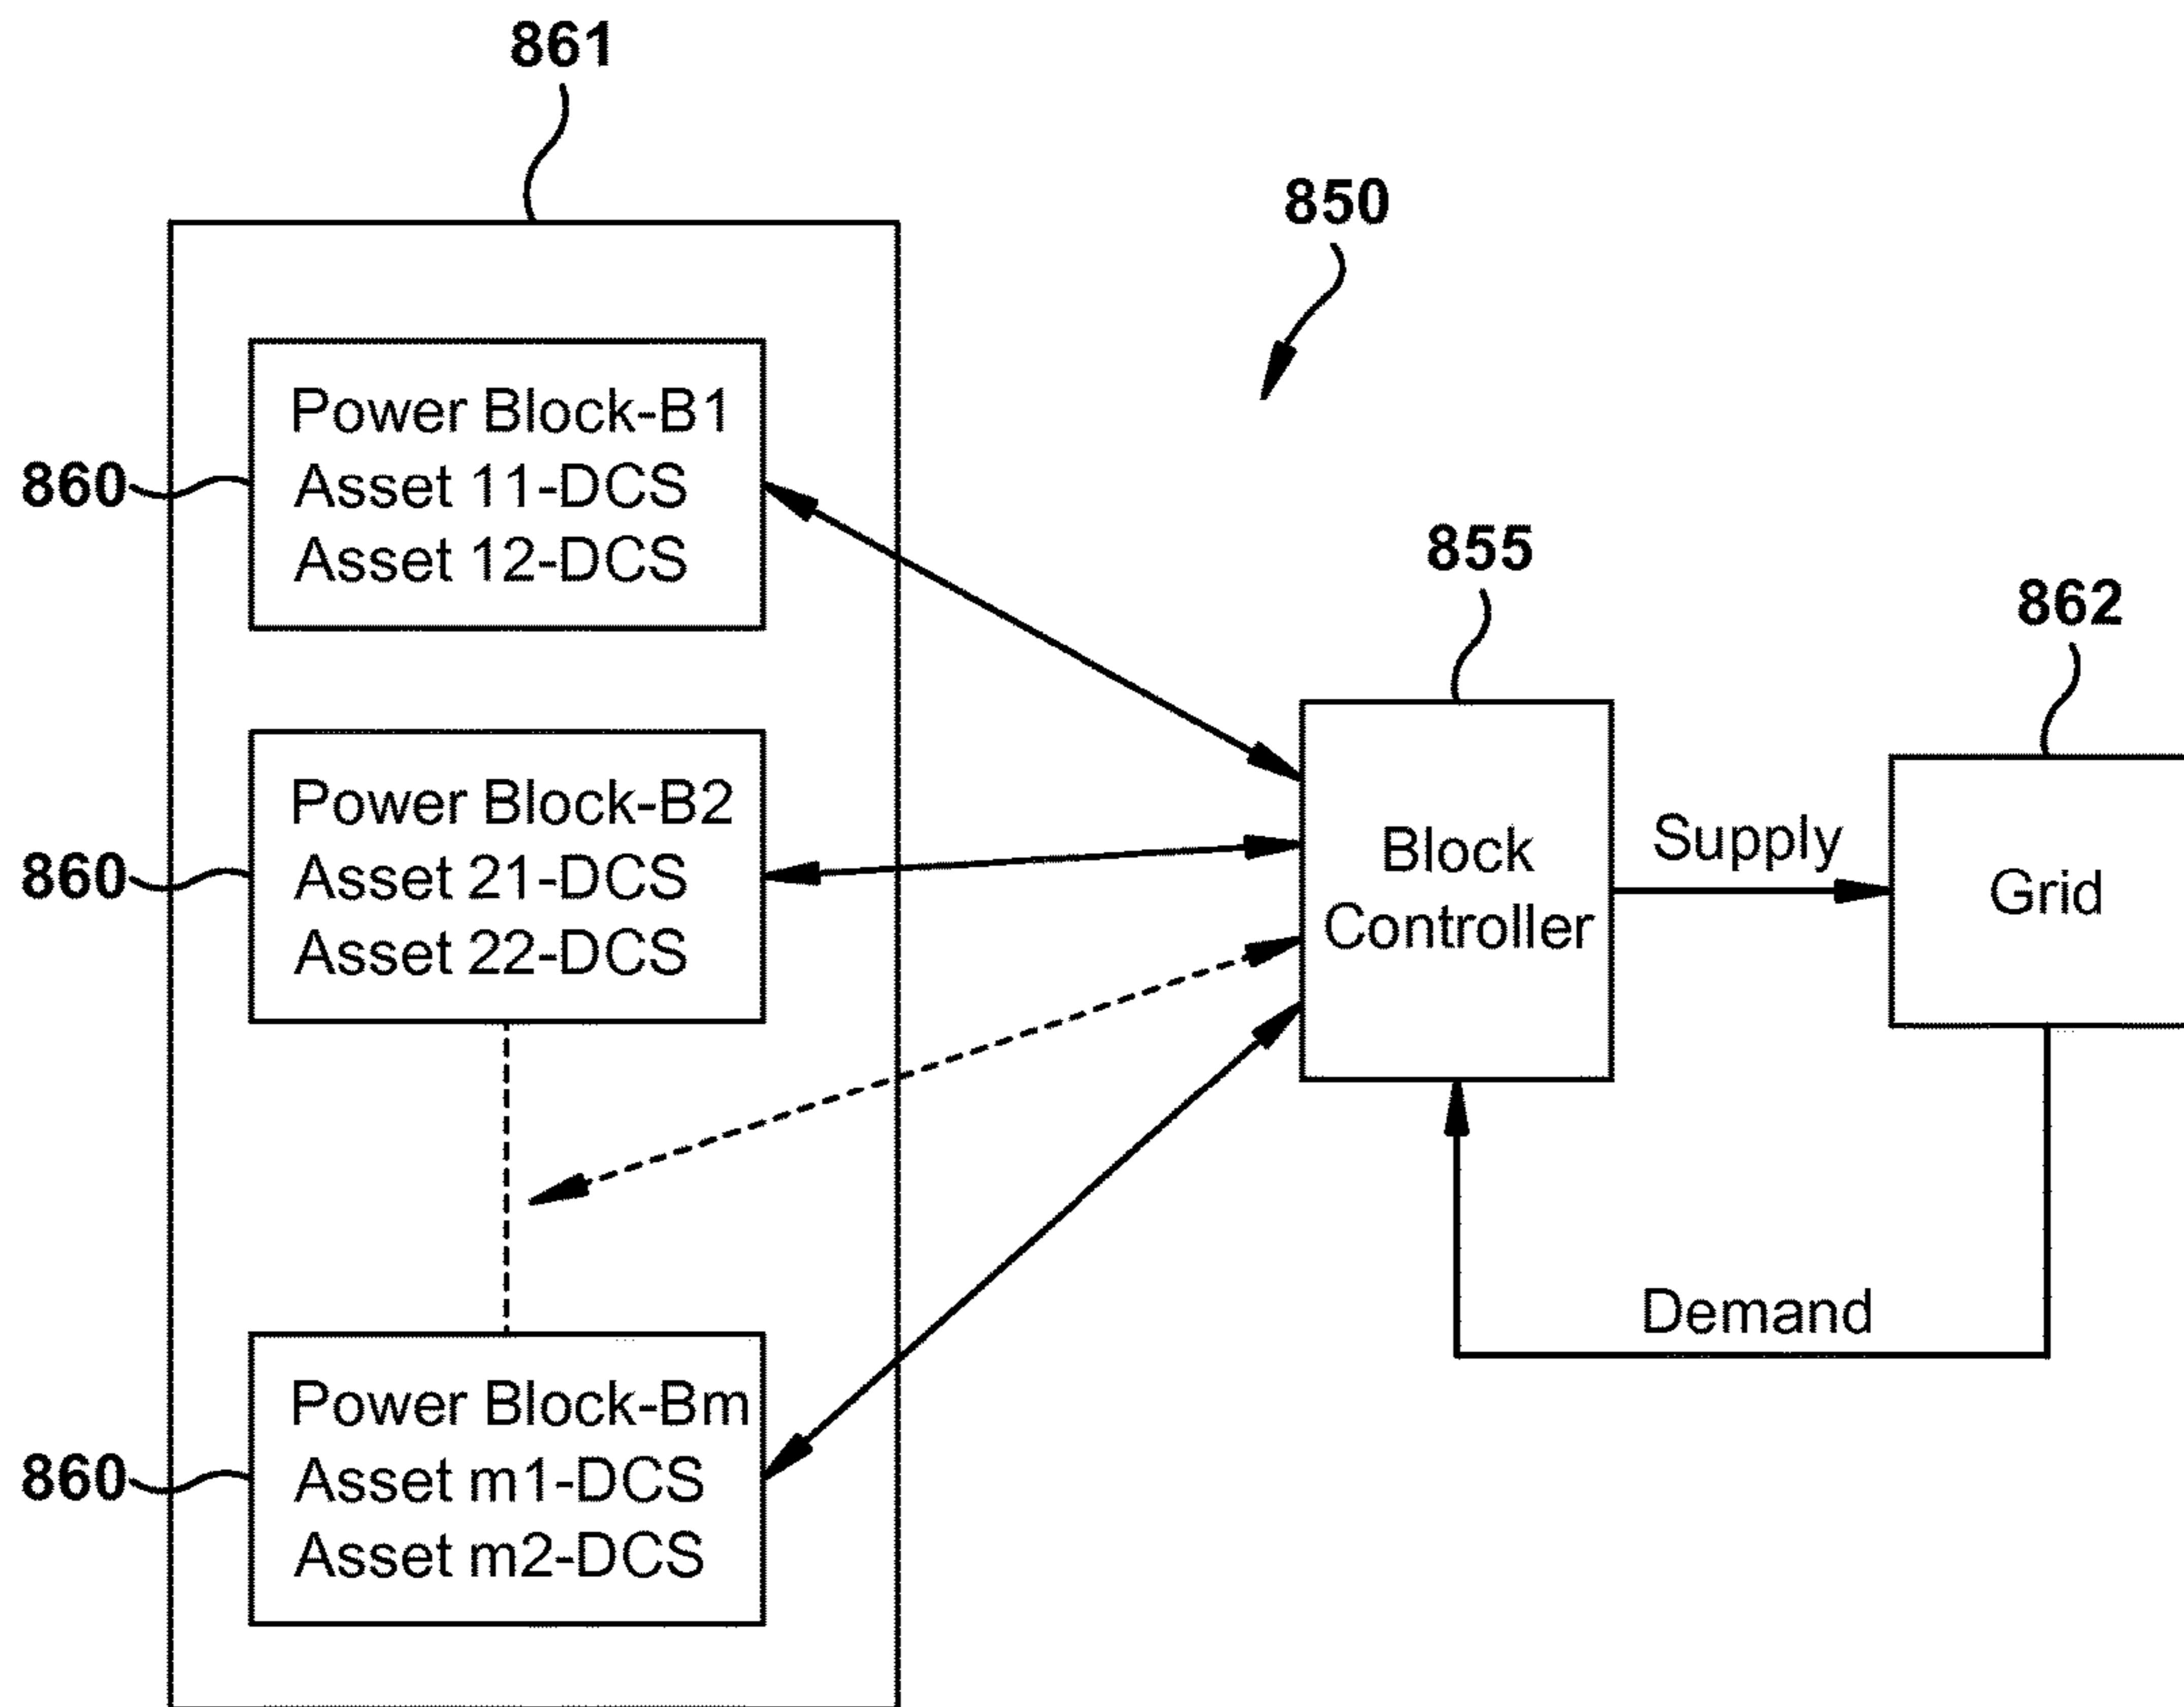 861
850
860
Power Block-B1
Asset 11-DCS
Asset 12-DCS
855
862
860
Power Block-B2
Asset 21-DCS
Asset 22-DCS
Block
Controller
Supply
Grid
Demand
860
Power Block-Bm
Asset m1-DCS
Asset m2-DCS